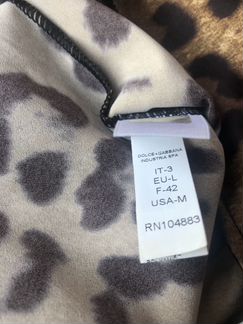 DOLCE & GABBANA
INDUSTRIA SPA
IT-3
EU-L
F-42
USA-M
RN104883